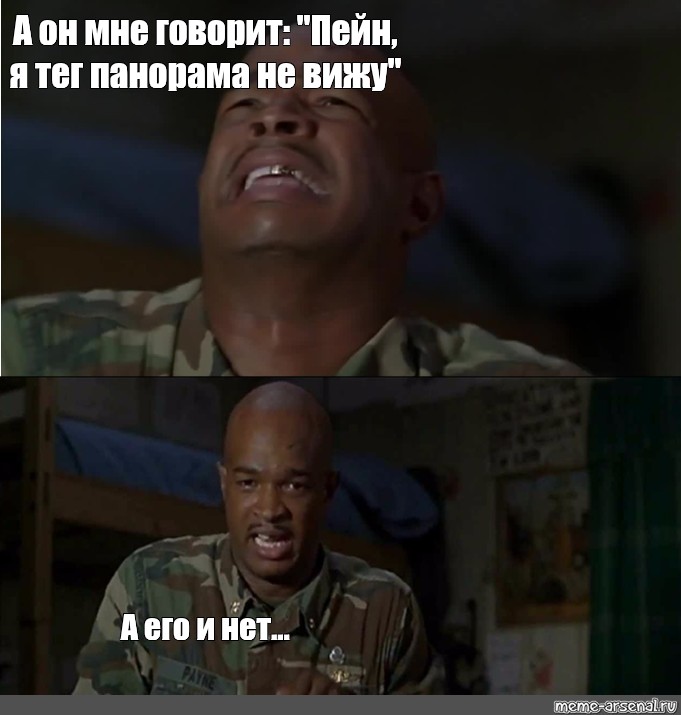 А он мне говорит: "Пейн,
я тег панорама не вижу"
А его и нет...
PAYNE
meme-arsenal.ru